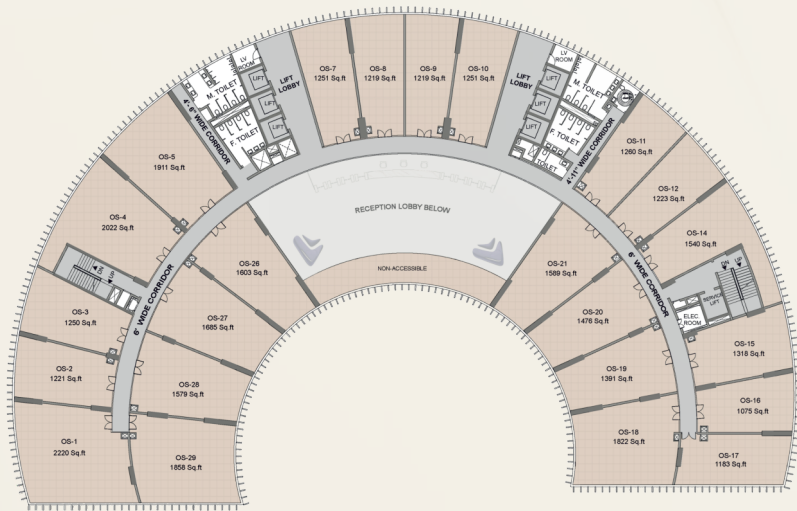 OS-7
1251 Sq.ft
OS-8
1219 Sq.ft
OS-9
1219 Sq.ft
OS-10
1251 Sq.ft
LV
ROOM
LIFT
LIFT
LIFT
LIFT
LOBBY
M. TOILET
F. TOILET
4'- 6" WIDE CORRIDOR
LIFT
LOBBY
LV
ROOM
LIFT
LIFT
LIFT
M. TOILET
F. TOILET
TOILET
4'-11" WIDE CORRIDOR
OS-5
1911 Sq.ft
OS-4
2022 Sq.ft
DN
UP
OS-3
1250 Sq.ft
OS-2
1221 Sq.ft
OS-1
2220 Sq.ft
6' WIDE CORRIDOR
OS-26
1603 Sq.ft
OS-27
1685 Sq.ft
OS-28
1579 Sq.ft
OS-29
1858 Sq.ft
RECEPTION LOBBY BELOW
NON-ACCESSIBLE
OS-11
1260 Sq.ft
OS-12
1223 Sq.ft
OS-14
1540 Sq.ft
6' WIDE CORRIDOR
DN
UP
SERVICE
LIFT
ELEC.
ROOM
OS-21
1589 Sq.ft
OS-20
1476 Sq.ft
OS-19
1391 Sq.ft
OS-18
1822 Sq.ft
OS-15
1318 Sq.ft
OS-16
1075 Sq.ft
OS-17
1183 Sq.ft